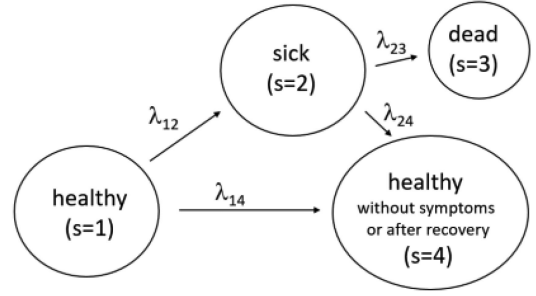 dead
(s=3)
λ23
sick
(s=2)
λ24
λ12
healthy
(s=1)
λ14
healthy
without symptoms
or after recovery
(s=4)